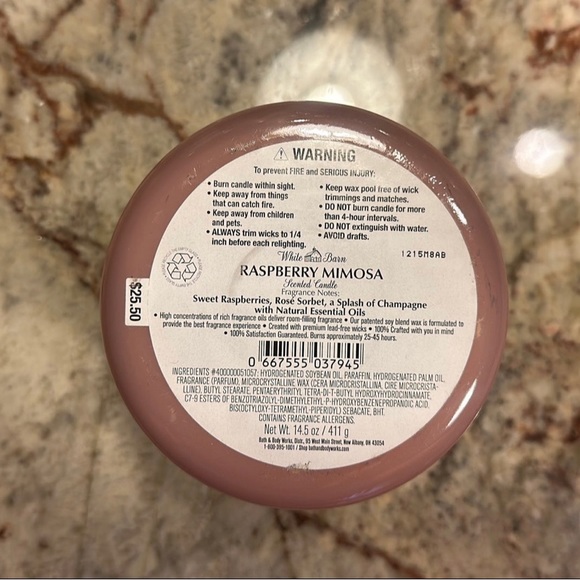 ⚠ WARNING
To prevent FIRE and SERIOUS INJURY:
• Burn candle within sight.
• Keep away from things
that can catch fire.
• Keep away from children
and pets.
• ALWAYS trim wicks to 1/4
inch before each relighting.
• Keep wax pool free of wick
trimmings and matches.
• DO NOT burn candle for more
than 4-hour intervals.
• DO NOT extinguish with water.
• AVOID drafts.
1215M8AB
White Barn
RASPBERRY MIMOSA
Scented Candle
Fragrance Notes:
Sweet Raspberries, Rosé Sorbet, a Splash of Champagne
with Natural Essential Oils
• High concentrations of rich fragrance oils deliver room-filling fragrance • Our patented soy blend wax is formulated to
provide the best fragrance experience • Created with premium lead-free wicks • 100% Crafted with you in mind
• 100% Satisfaction Guaranteed. Burns approximately 25-45 hours.
$25.50
0 667555 037945
INGREDIENTS #400000051057: HYDROGENATED SOYBEAN OIL, PARAFFIN, HYDROGENATED PALM OIL,
FRAGRANCE (PARFUM), MICROCRYSTALLINE WAX (CERA MICROCRISTALLINA, CIRE MICROCRISTA-
LLINE), BUTYL STEARATE, PENTAERYTHRITYL TETRA-DI-T-BUTYL HYDROXYHYDROCINNAMATE,
C7-9 ESTERS OF BENZOTRIAZOLYL-DIMETHYLETHYL-P-HYDROXYBENZENEPROPANOIC ACID,
BIS(OCTYLOXY-TETRAMETHYL-PIPERIDYL) SEBACATE, BHT.
CONTAINS FRAGRANCE ALLERGENS.
Net Wt. 14.5 oz / 411 g
Bath & Body Works, Distr., 95 West Main Street, New Albany, OH 43054
1-800-395-1001 / Shop bathandbodyworks.com